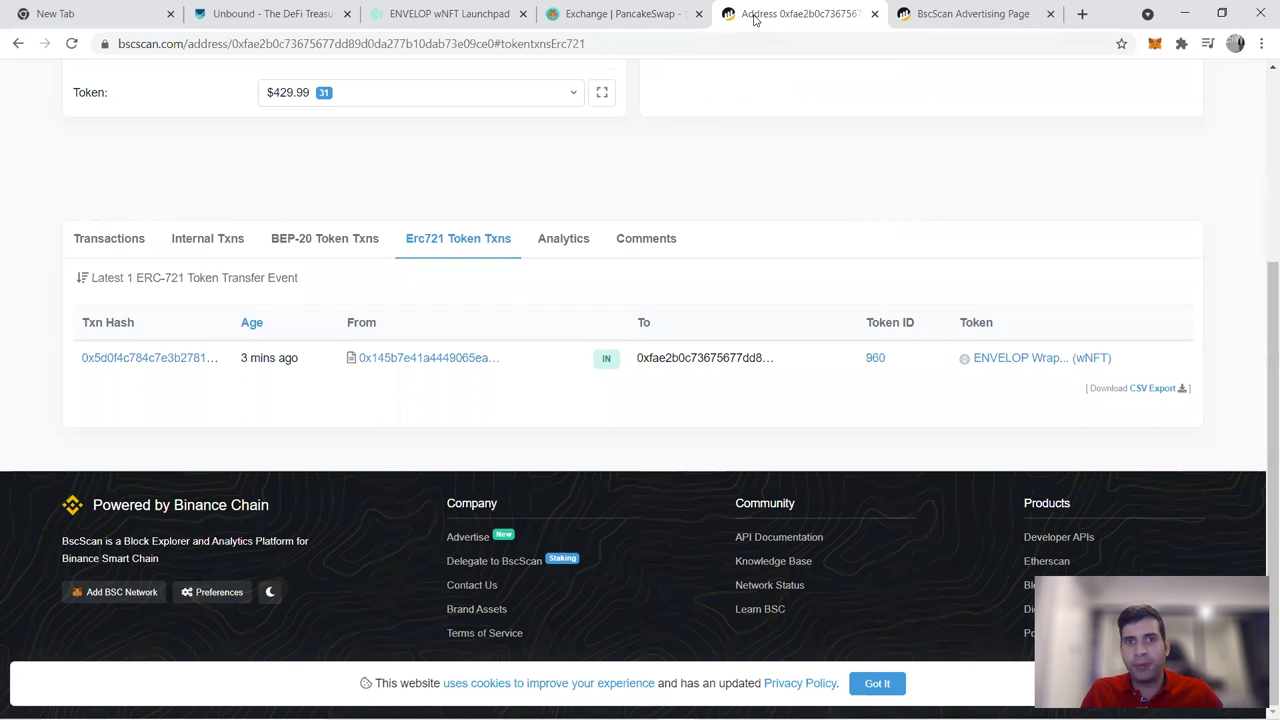 New Tab
Unbound - The DeFi Treasur
ENVELOP wNFT Launchpad
Exchange | PancakeSwap -
Address 0xfae2b0c73675677dd
BscScan Advertising Page
bscscan.com/address/0xfae2b0c73675677dd89d0da277b10dab72e09ce0#tokentxnsErc721
Token:
$429.99 31
Transactions
Internal Txns
BEP-20 Token Txns
Erc721 Token Txns
Analytics
Comments
Latest 1 ERC-721 Token Transfer Event
Txn Hash Age From To Token ID Token
0x5d0f4c784c7e3b2781... 3 mins ago 0x145b7e41a4449065ea... IN 0xfae2b0c73675677dd8... 960 ENVELOP Wrap... (wNFT)
[ Download CSV Export ]
Powered by Binance Chain
BscScan is a Block Explorer and Analytics Platform for
Binance Smart Chain
Add BSC Network
Preferences
Company
Advertise New
Delegate to BscScan Staking
Contact Us
Brand Assets
Terms of Service
Community
API Documentation
Knowledge Base
Network Status
Learn BSC
Products
Developer APIs
Etherscan
This website uses cookies to improve your experience and has an updated Privacy Policy.
Got It